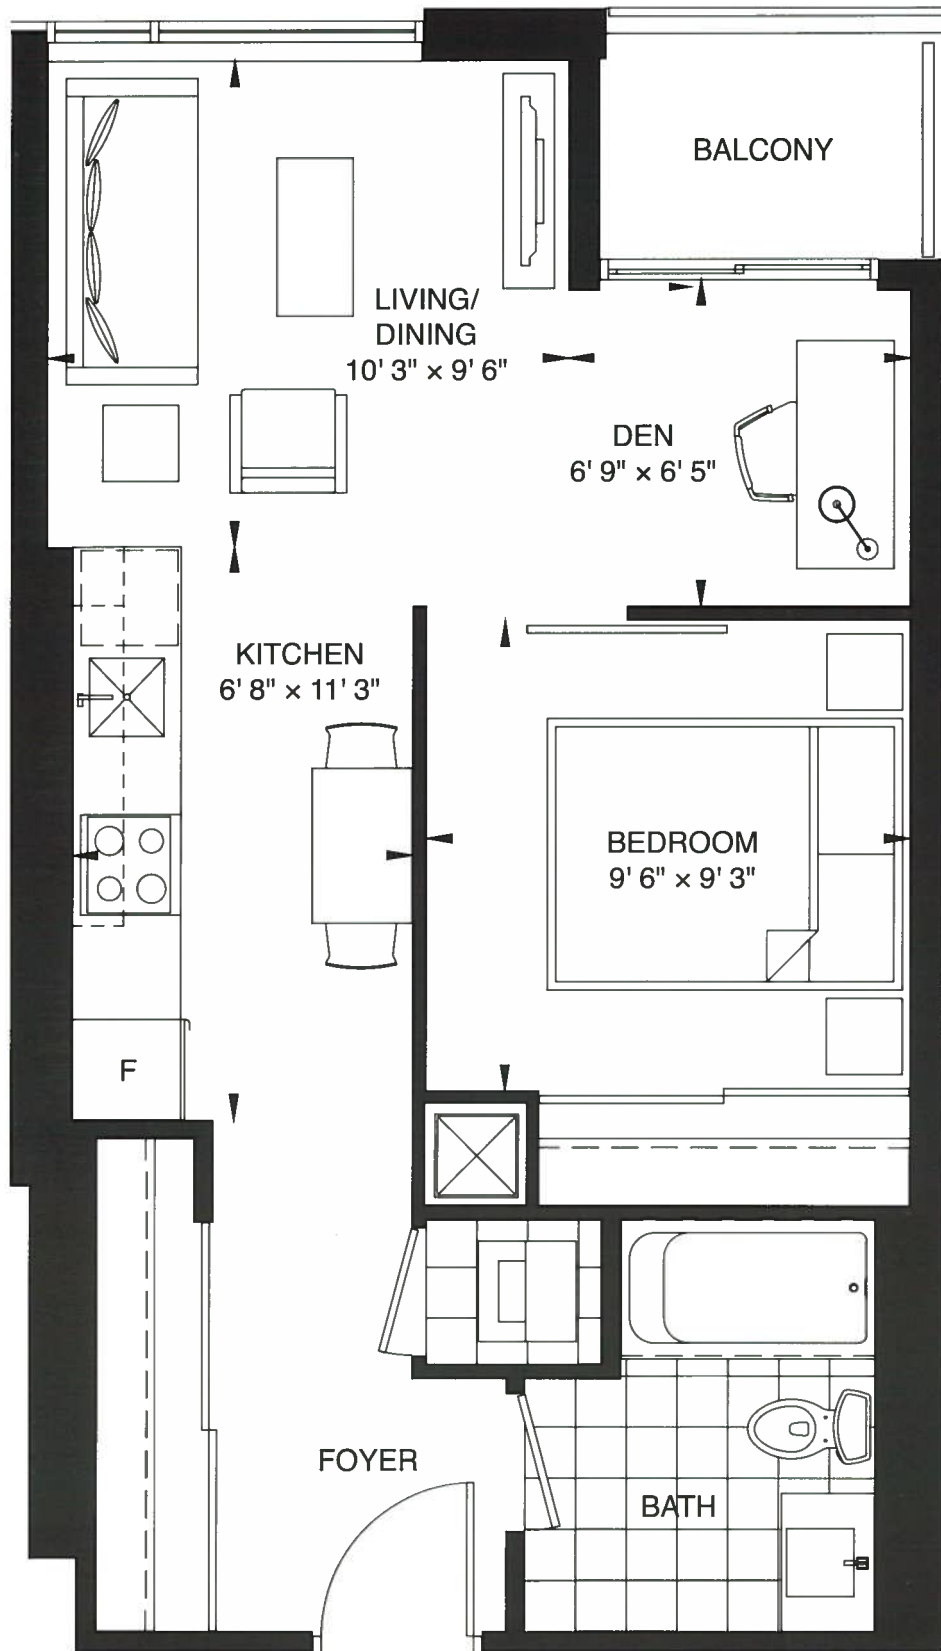 BALCONY
LIVING/
DINING
10' 3" × 9' 6"
DEN
6' 9" × 6' 5"
KITCHEN
6' 8" × 11' 3"
BEDROOM
9' 6" × 9' 3"
F
FOYER
BATH